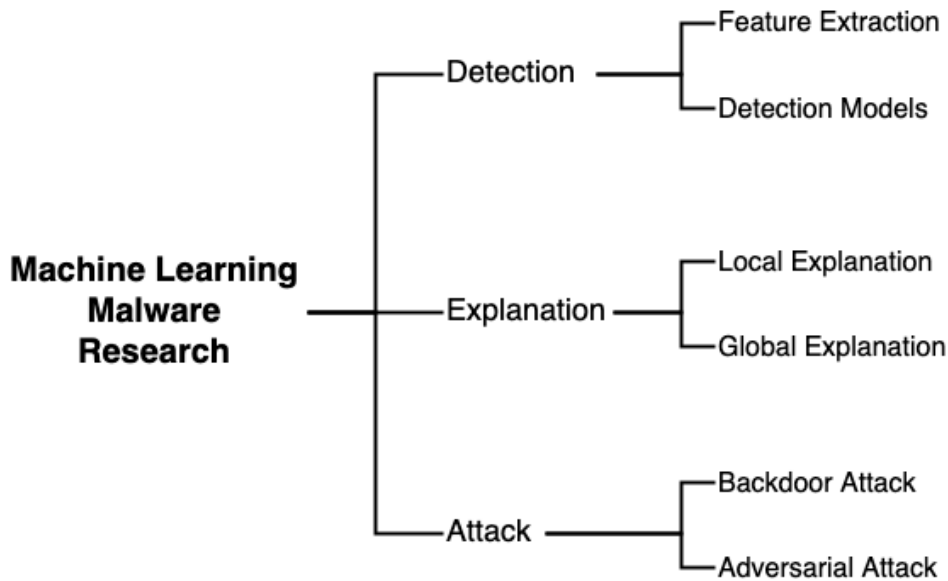 Machine Learning
Malware
Research
Detection
Feature Extraction
Detection Models
Explanation
Local Explanation
Global Explanation
Attack
Backdoor Attack
Adversarial Attack